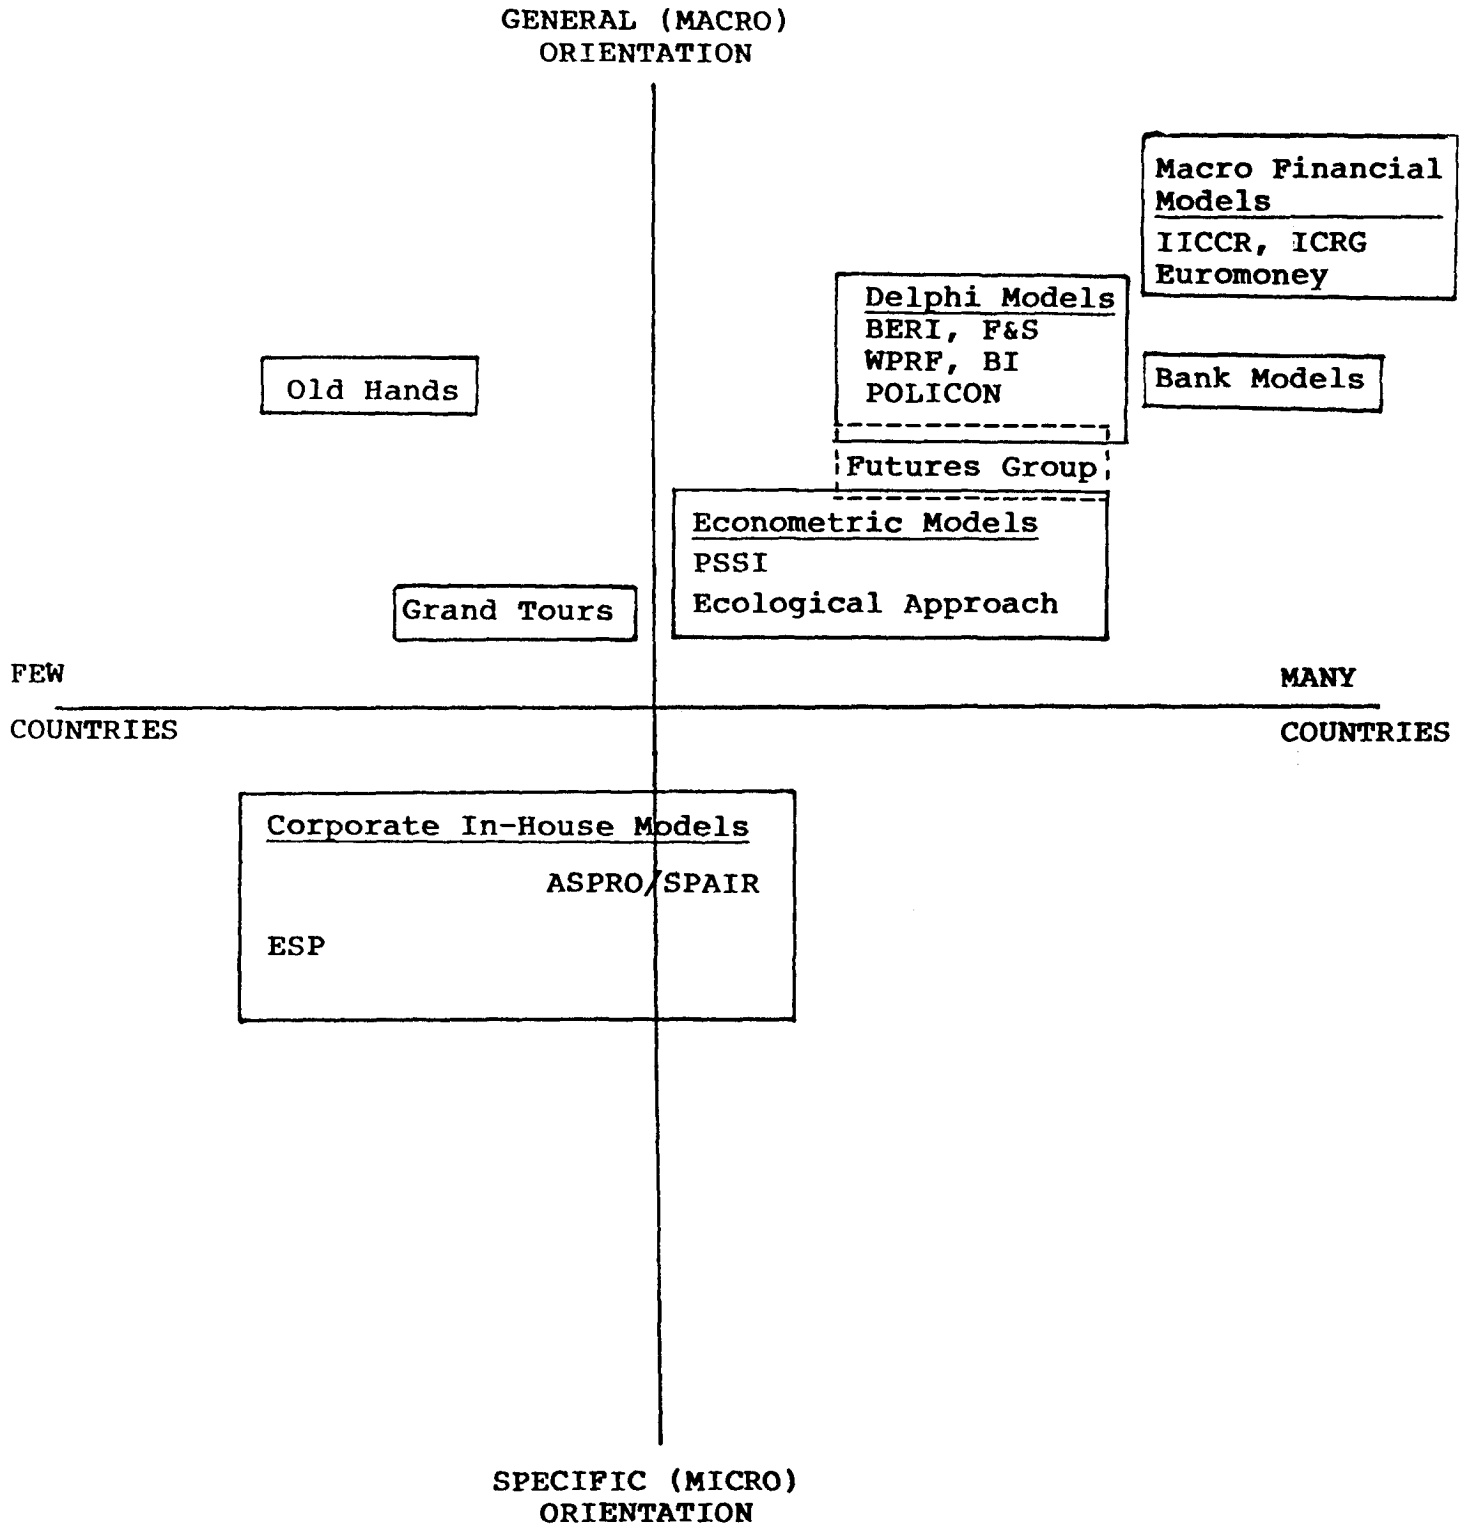 GENERAL (MACRO)
ORIENTATION
Macro Financial
Models
IICCR, ICRG
Euromoney
Delphi Models
BERI, F&S
WPRF, BI
POLICON
Old Hands
Bank Models
Futures Group
Econometric Models
PSSI
Ecological Approach
Grand Tours
FEW
COUNTRIES
MANY
COUNTRIES
Corporate In-House Models
ASPRO/SPAIR
ESP
SPECIFIC (MICRO)
ORIENTATION